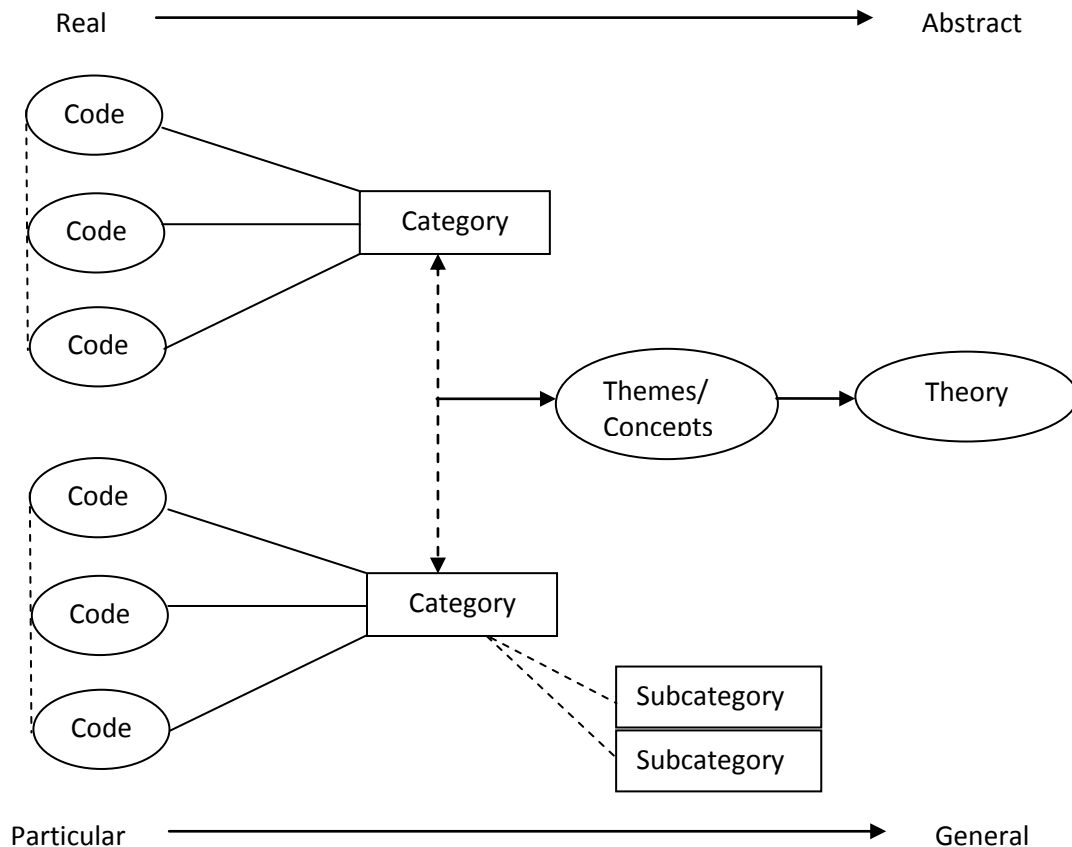 Real
Abstract
Code
Code
Category
Code
Themes/
Concepts
Theory
Code
Code
Category
Code
Subcategory
Subcategory
Particular
General